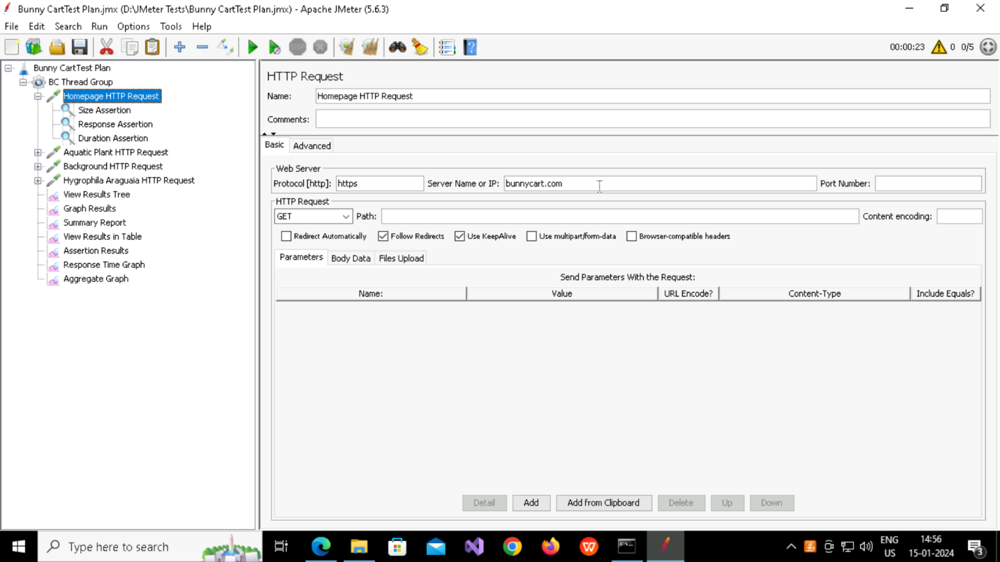 Bunny CartTest Plan.jmx (D:\JMeter Tests\Bunny CartTest Plan.jmx) - Apache JMeter (5.6.3)
File Edit Search Run Options Tools Help
00:00:23 0 0/5
Bunny CartTest Plan
BC Thread Group
Homepage HTTP Request
Size Assertion
Response Assertion
Duration Assertion
Aquatic Plant HTTP Request
Background HTTP Request
Hygrophila Araguaia HTTP Request
View Results Tree
Graph Results
Summary Report
View Results in Table
Assertion Results
Response Time Graph
Aggregate Graph
HTTP Request
Name: Homepage HTTP Request
Comments:
Basic Advanced
Web Server
Protocol [http]: https Server Name or IP: bunnycart.com Port Number:
HTTP Request
GET Path: Content encoding:
Redirect Automatically Follow Redirects Use KeepAlive Use multipart/form-data Browser-compatible headers
Parameters Body Data Files Upload
Send Parameters With the Request:
Name: Value URL Encode? Content-Type Include Equals?
Detail Add Add from Clipboard Delete Up Down
Type here to search
ENG
US
14:56
15-01-2024
3